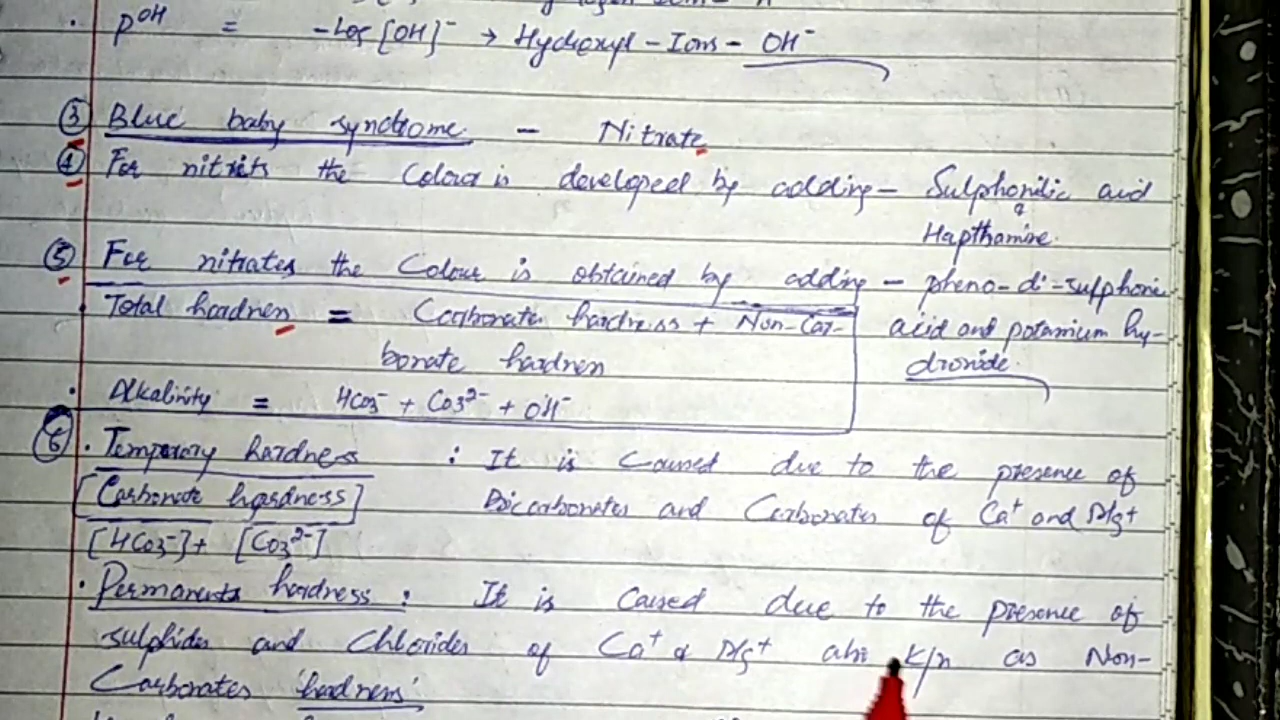 • pOH = -Log [OH]⁻ → Hydroxyl - Ions - OH⁻
③ Blue baby syndrome - Nitrate
④ For nitrits the Colour is developed by adding - Sulphonilic acid
& Hapthamine.
⑤ For nitrates the Colour is obtained by adding - pheno-di-sulphonic
acid and potassium hy-
droxide.
• Total hardness = Carbonate hardness + Non-Car-
bonate hardness
• Alkalinity = HCO3⁻ + CO3²⁻ + OH⁻
⑥ • Temporary hardness : It is Caused due to the presence of
[Carbonate hardness] Bicarbonates and Carbonates of Ca⁺ and Mg⁺
[HCO3⁻] + [CO3²⁻]
• Permanents hardness : It is Caused due to the presence of
sulphides and Chlorides of Ca⁺ & Mg⁺ also K/n as Non-
Carbonates 'hardness'